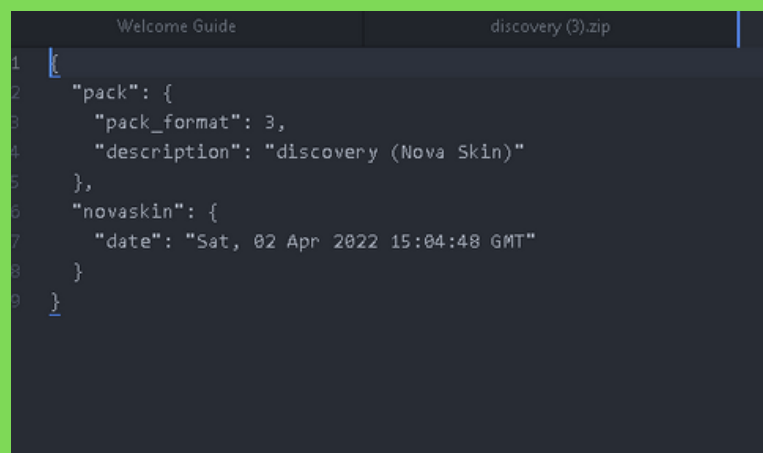 Welcome Guide discovery (3).zip
1 {
2 "pack": {
3 "pack_format": 3,
4 "description": "discovery (Nova Skin)"
5 },
6 "novaskin": {
7 "date": "Sat, 02 Apr 2022 15:04:48 GMT"
8 }
9 }